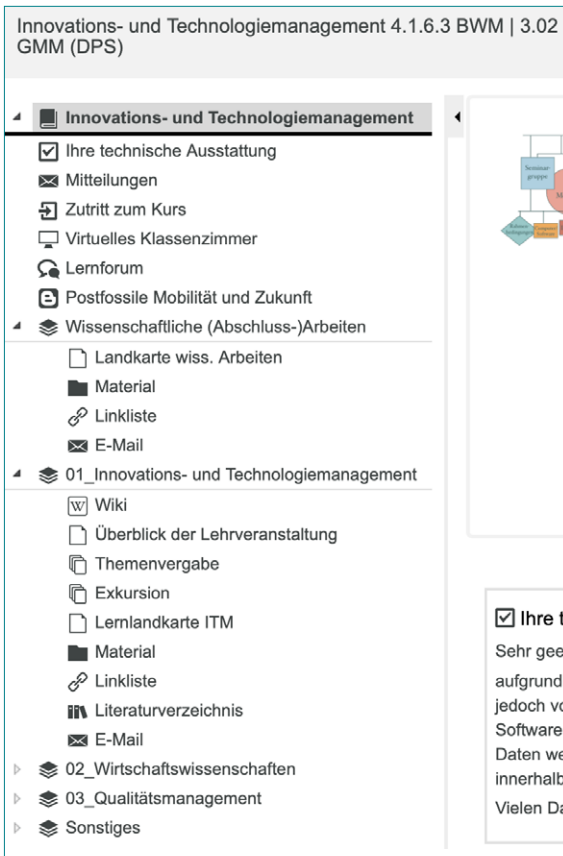 Innovations- und Technologiemanagement 4.1.6.3 BWM | 3.02
GMM (DPS)
Innovations- und Technologiemanagement
Ihre technische Ausstattung
Mitteilungen
Zutritt zum Kurs
Virtuelles Klassenzimmer
Lernforum
Postfossile Mobilität und Zukunft
Wissenschaftliche (Abschluss-)Arbeiten
Landkarte wiss. Arbeiten
Material
Linkliste
E-Mail
01_Innovations- und Technologiemanagement
Wiki
Überblick der Lehrveranstaltung
Themenvergabe
Exkursion
Lernlandkarte ITM
Material
Linkliste
Literaturverzeichnis
E-Mail
02_Wirtschaftswissenschaften
03_Qualitätsmanagement
Sonstiges
Seminar-
gruppe
Ihre t
Sehr gee
aufgrund
jedoch vo
Software
Daten we
innerhalb
Vielen Da